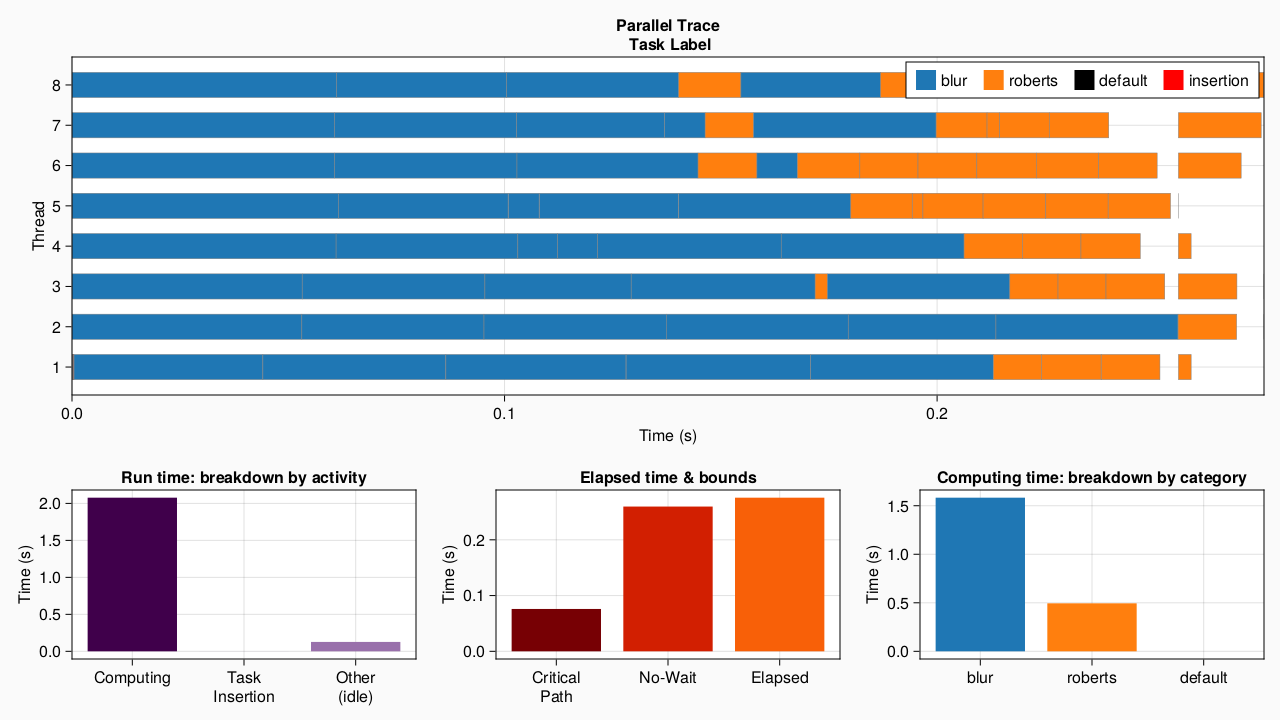 Parallel Trace
Task Label
blur
roberts
default
insertion
8
7
6
5
4
3
2
1
Thread
0.0
0.1
0.2
Time (s)
Run time: breakdown by activity
2.0
1.5
1.0
0.5
0.0
Time (s)
Computing
Task
Insertion
Other
(idle)
Elapsed time & bounds
0.2
0.1
0.0
Time (s)
Critical
Path
No-Wait
Elapsed
Computing time: breakdown by category
1.5
1.0
0.5
0.0
Time (s)
blur
roberts
default